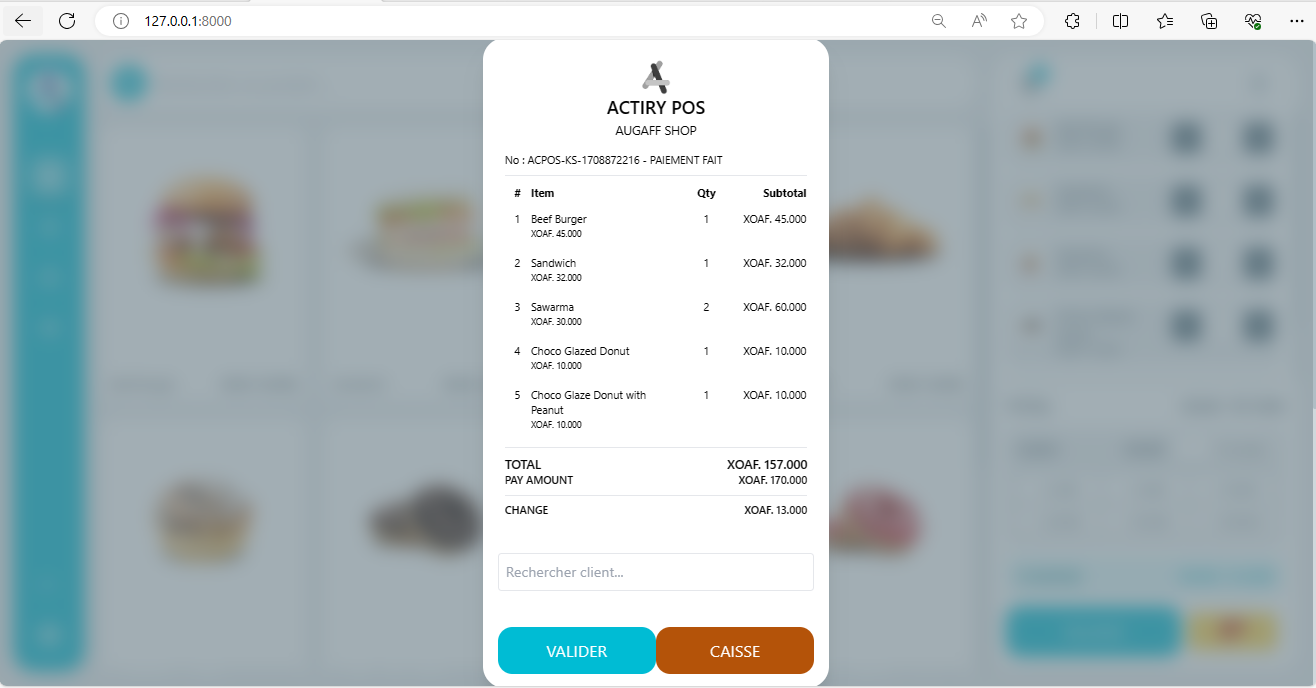 127.0.0.1:8000
ACTIRY POS
AUGAFF SHOP
No : ACPOS-KS-1708872216 - PAIEMENT FAIT
# Item Qty Subtotal
1 Beef Burger 1 XOAF. 45.000
XOAF. 45.000
2 Sandwich 1 XOAF. 32.000
XOAF. 32.000
3 Sawarma 2 XOAF. 60.000
XOAF. 30.000
4 Choco Glazed Donut 1 XOAF. 10.000
XOAF. 10.000
5 Choco Glaze Donut with 1 XOAF. 10.000
Peanut
XOAF. 10.000
TOTAL XOAF. 157.000
PAY AMOUNT XOAF. 170.000
CHANGE XOAF. 13.000
Rechercher client...
VALIDER CAISSE